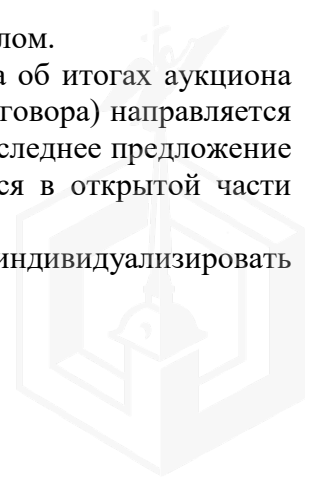 лом.
а об итогах аукциона
говора) направляется
следнее предложение
ся в открытой части
индивидуализировать